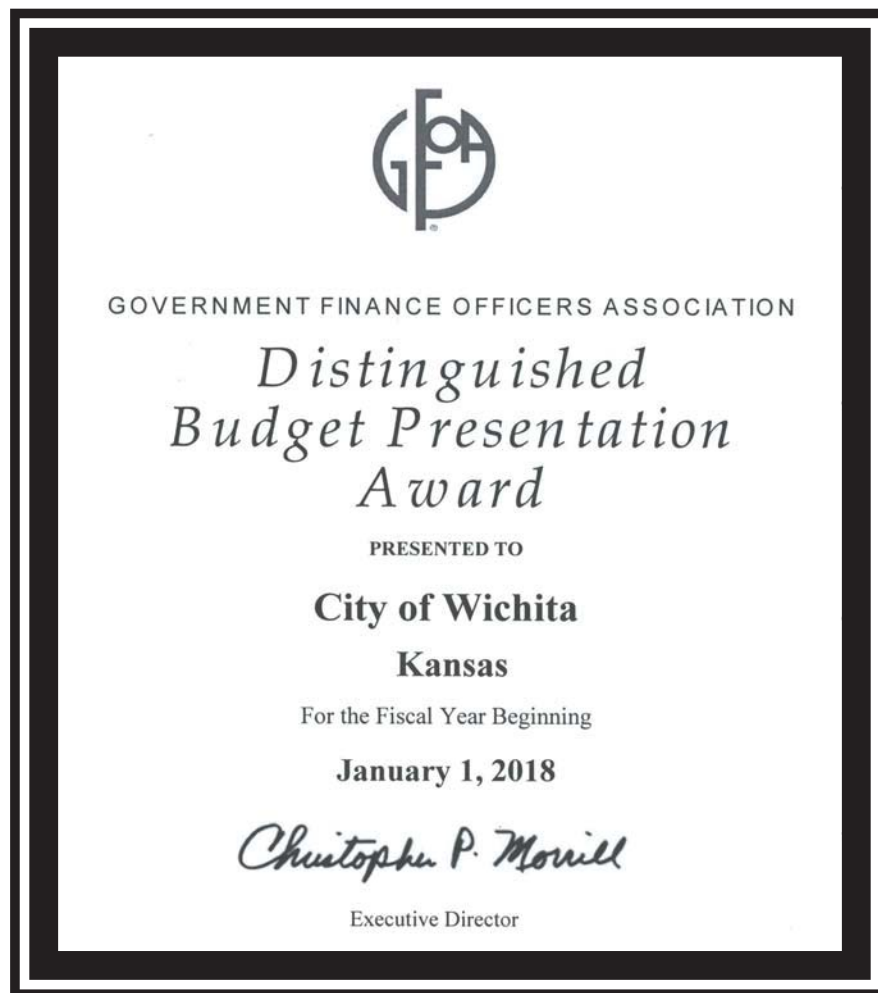 GFOA
®
GOVERNMENT FINANCE OFFICERS ASSOCIATION
Distinguished
Budget Presentation
Award
PRESENTED TO
City of Wichita
Kansas
For the Fiscal Year Beginning
January 1, 2018
Christopher P. Morrill
Executive Director